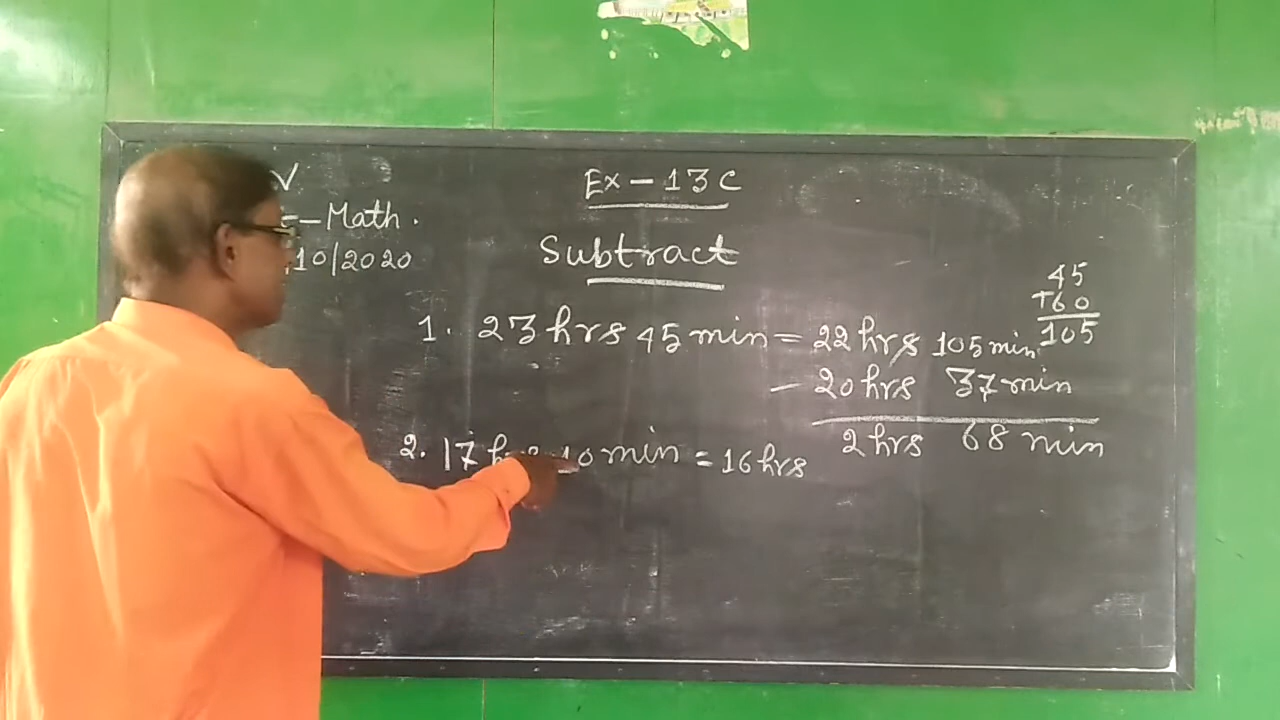 V
Ex - 13 C
- Math.
10/2020
Subtract
45
+60
105
1. 23 hrs 45 min = 22 hrs 105 min
- 20 hrs 37 min
2 hrs 68 min
2. 17 hrs 10 min = 16 hrs